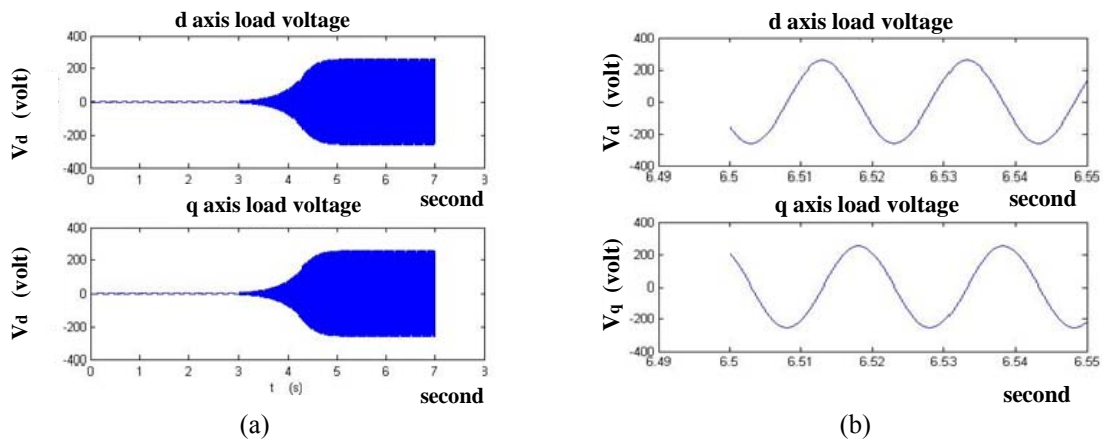 d axis load voltage
Vd (volt)
400
200
0
-200
-400
0 1 2 3 4 5 6 7 8
second
q axis load voltage
Vd (volt)
400
200
0
-200
-400
0 1 2 3 4 5 6 7 8
t (s)
second
(a)
d axis load voltage
Vd (volt)
400
200
0
-200
-400
6.49 6.5 6.51 6.52 6.53 6.54 6.55
second
q axis load voltage
Vq (volt)
400
200
0
-200
-400
6.49 6.5 6.51 6.52 6.53 6.54 6.55
second
(b)